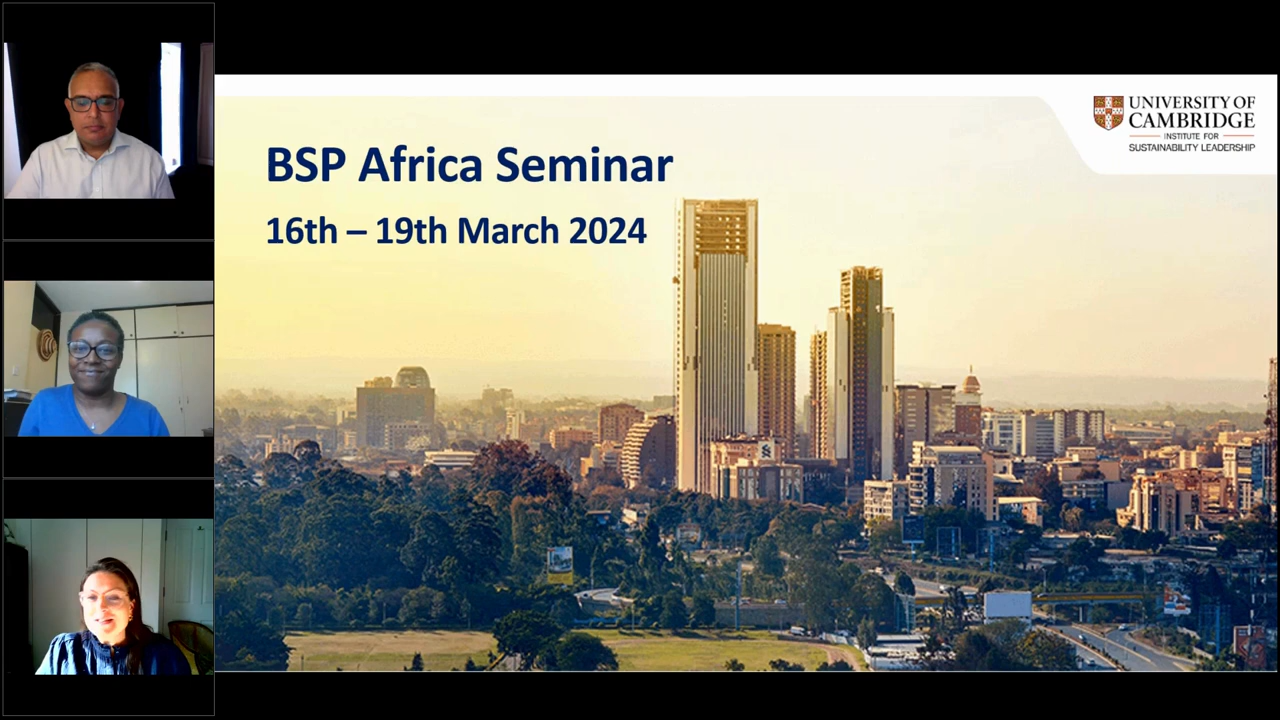 BSP Africa Seminar
16th – 19th March 2024
UNIVERSITY OF
CAMBRIDGE
INSTITUTE FOR
SUSTAINABILITY LEADERSHIP